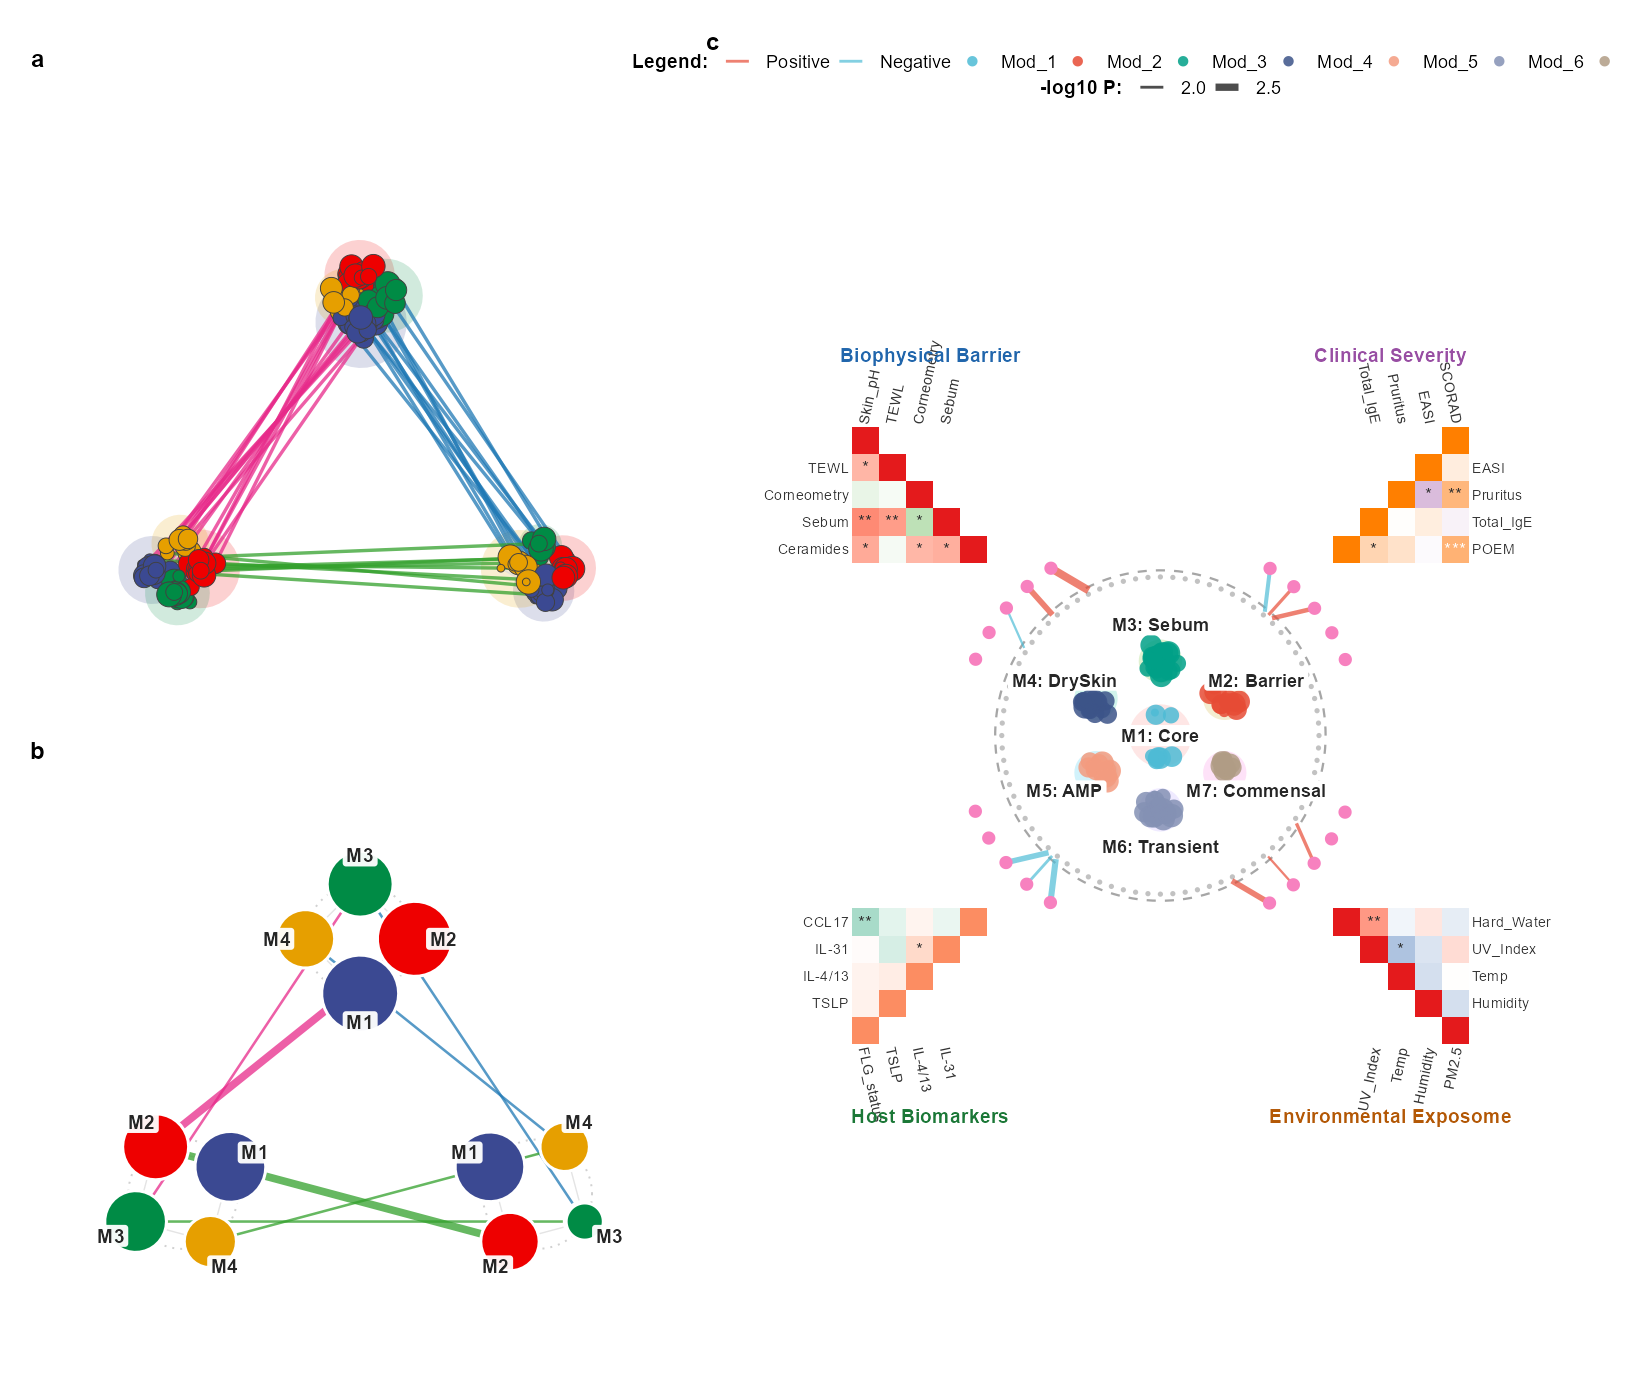 a
c
Legend: Positive Negative Mod_1 Mod_2 Mod_3 Mod_4 Mod_5 Mod_6
-log10 P: 2.0 2.5
Biophysical Barrier
Skin_pH TEWL Corneometry Sebum
TEWL *
Corneometry
Sebum ** ** *
Ceramides * * *
Clinical Severity
Total_IgE Pruritus EASI SCORAD
EASI
* ** Pruritus
Total_IgE
* *** POEM
M3: Sebum
M4: DrySkin M2: Barrier
M1: Core
M5: AMP M7: Commensal
M6: Transient
b
M3
M4 M2
M1
M2 M1
M3 M4
M1 M4
M2 M3
CCL17 **
IL-31 *
IL-4/13
TSLP
FLG_status TSLP IL-4/13 IL-31
Host Biomarkers
** Hard_Water
* UV_Index
Temp
Humidity
UV_Index Temp Humidity PM2.5
Environmental Exposome